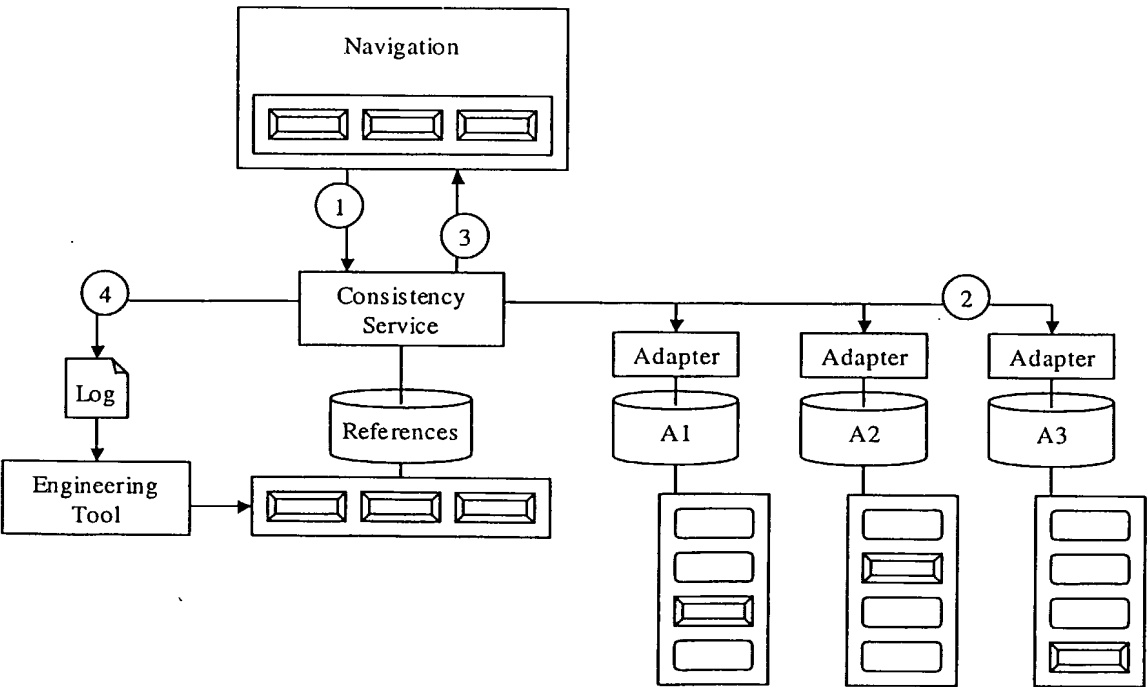 Navigation
1
3
4
Consistency
Service
2
Adapter
Adapter
Adapter
Log
References
A1
A2
A3
Engineering
Tool